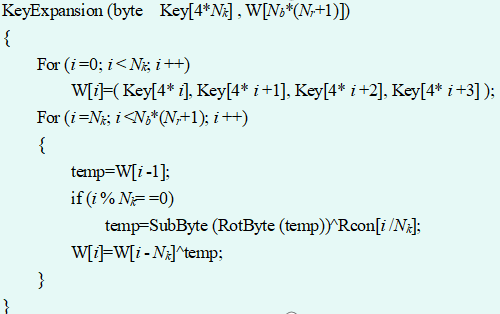 KeyExpansion (byte Key[4*Nk] , W[Nb*(Nr+1)])
{
For (i =0; i < Nk; i ++)
W[i]=( Key[4* i], Key[4* i +1], Key[4* i +2], Key[4* i +3] );
For (i =Nk; i <Nb*(Nr+1); i ++)
{
temp=W[i -1];
if (i % Nk= =0)
temp=SubByte (RotByte (temp))^Rcon[i /Nk];
W[i]=W[i - Nk]^temp;
}
}